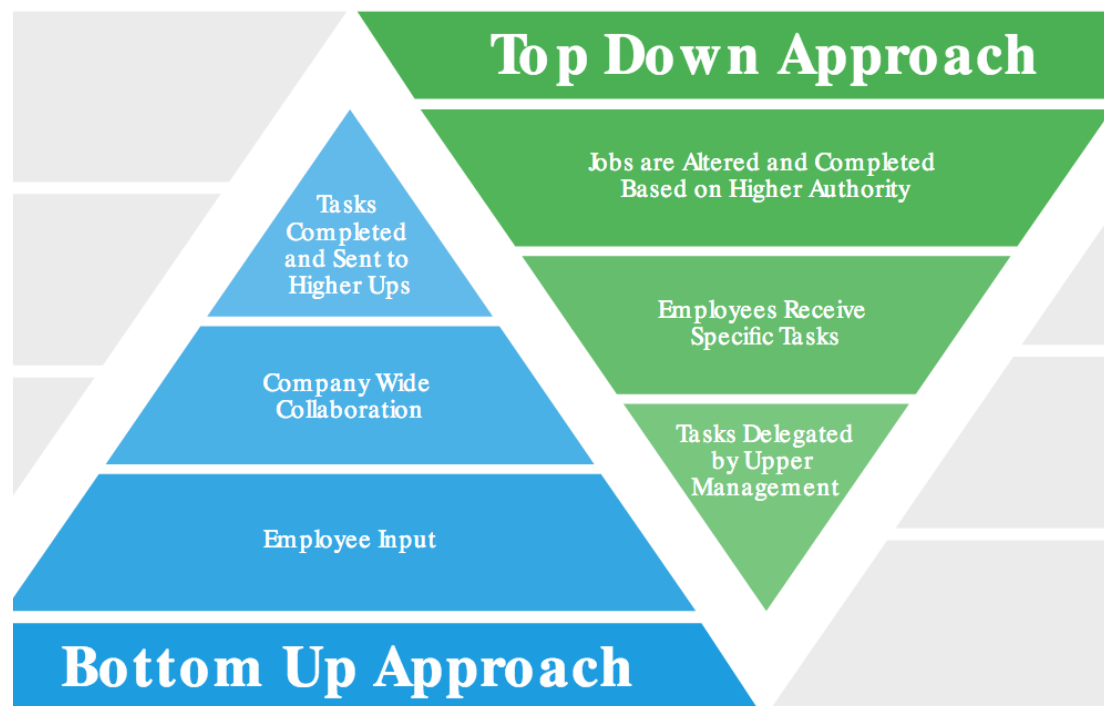 Top Down Approach
Jobs are Altered and Completed
Based on Higher Authority
Employees Receive
Specific Tasks
Tasks Delegated
by Upper
Management
Tasks
Completed
and Sent to
Higher Ups
Company Wide
Collaboration
Employee Input
Bottom Up Approach